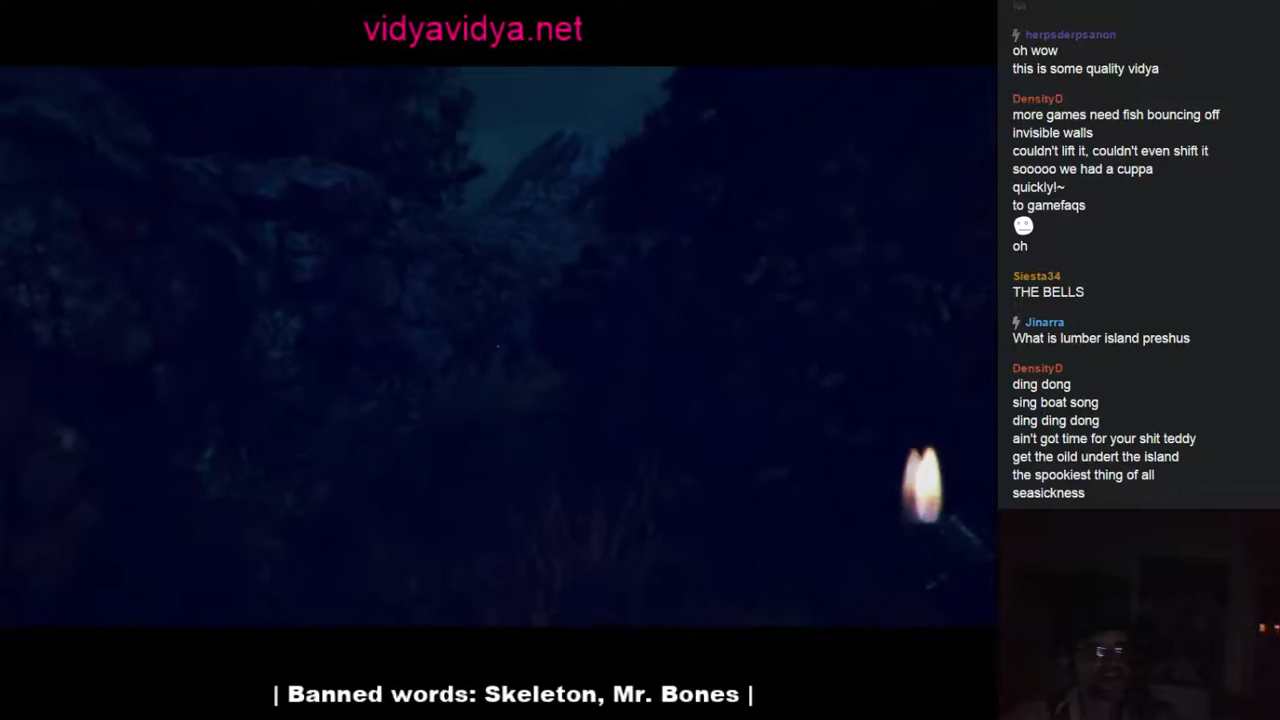 vidyavidya.net
herpsderpsanon
oh wow
this is some quality vidya
DensityD
more games need fish bouncing off
invisible walls
couldn't lift it, couldn't even shift it
sooooo we had a cuppa
quickly!~
to gamefaqs
oh
Siesta34
THE BELLS
Jinarra
What is lumber island preshus
DensityD
ding dong
sing boat song
ding ding dong
ain't got time for your shit teddy
get the oild undert the island
the spookiest thing of all
seasickness
| Banned words: Skeleton, Mr. Bones |